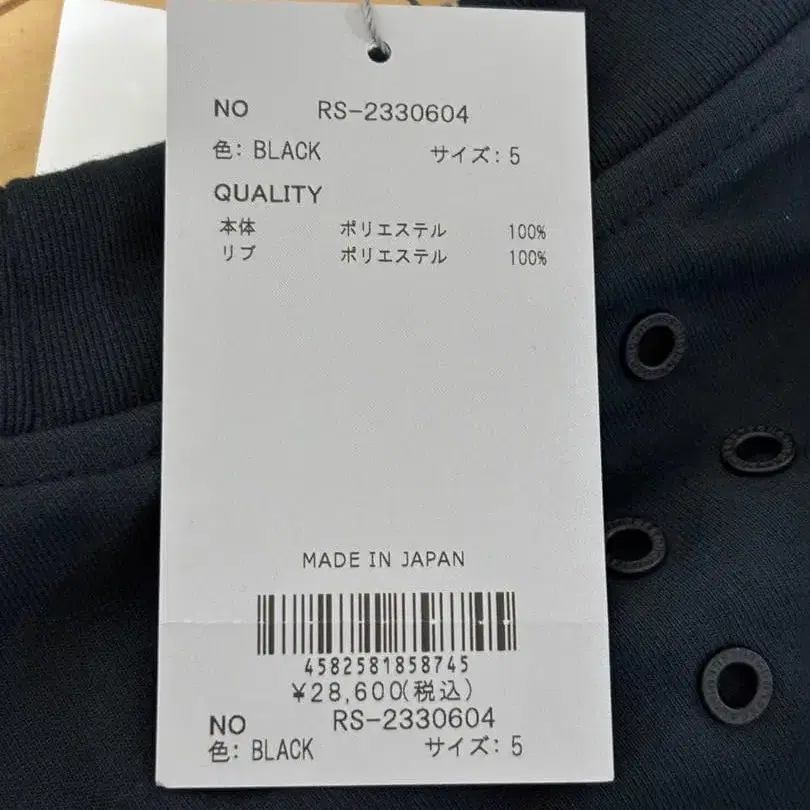 NO RS-2330604
色: BLACK サイズ: 5
QUALITY
本体 ポリエステル 100%
リブ ポリエステル 100%
MADE IN JAPAN
4582581858745
¥28,600(税込)
NO RS-2330604
色: BLACK サイズ: 5